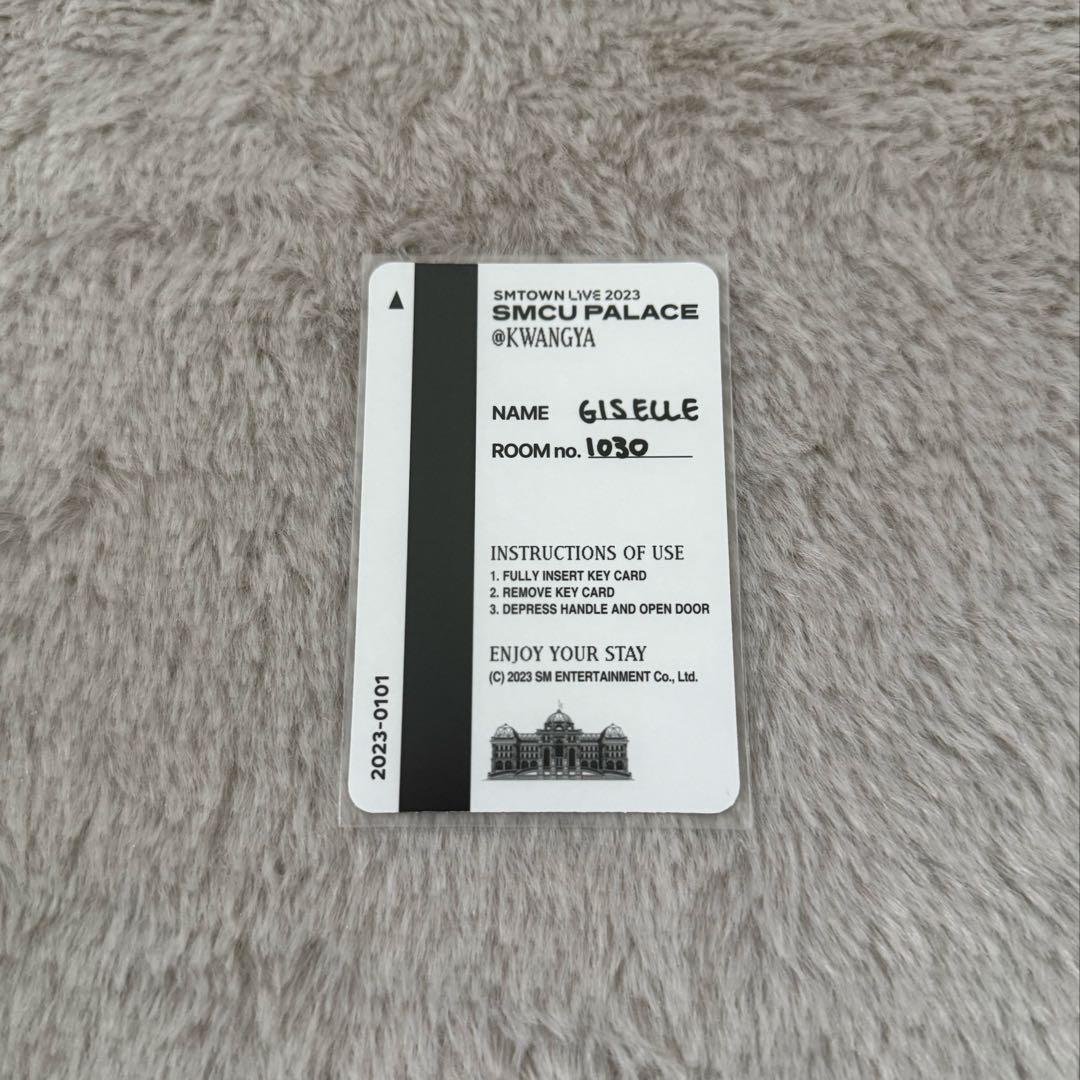 SMTOWN LIVE 2023
SMCU PALACE
@KWANGYA
NAME GISELLE
ROOM no. 1030
INSTRUCTIONS OF USE
1. FULLY INSERT KEY CARD
2. REMOVE KEY CARD
3. DEPRESS HANDLE AND OPEN DOOR
ENJOY YOUR STAY
(C) 2023 SM ENTERTAINMENT Co., Ltd.
2023-0101